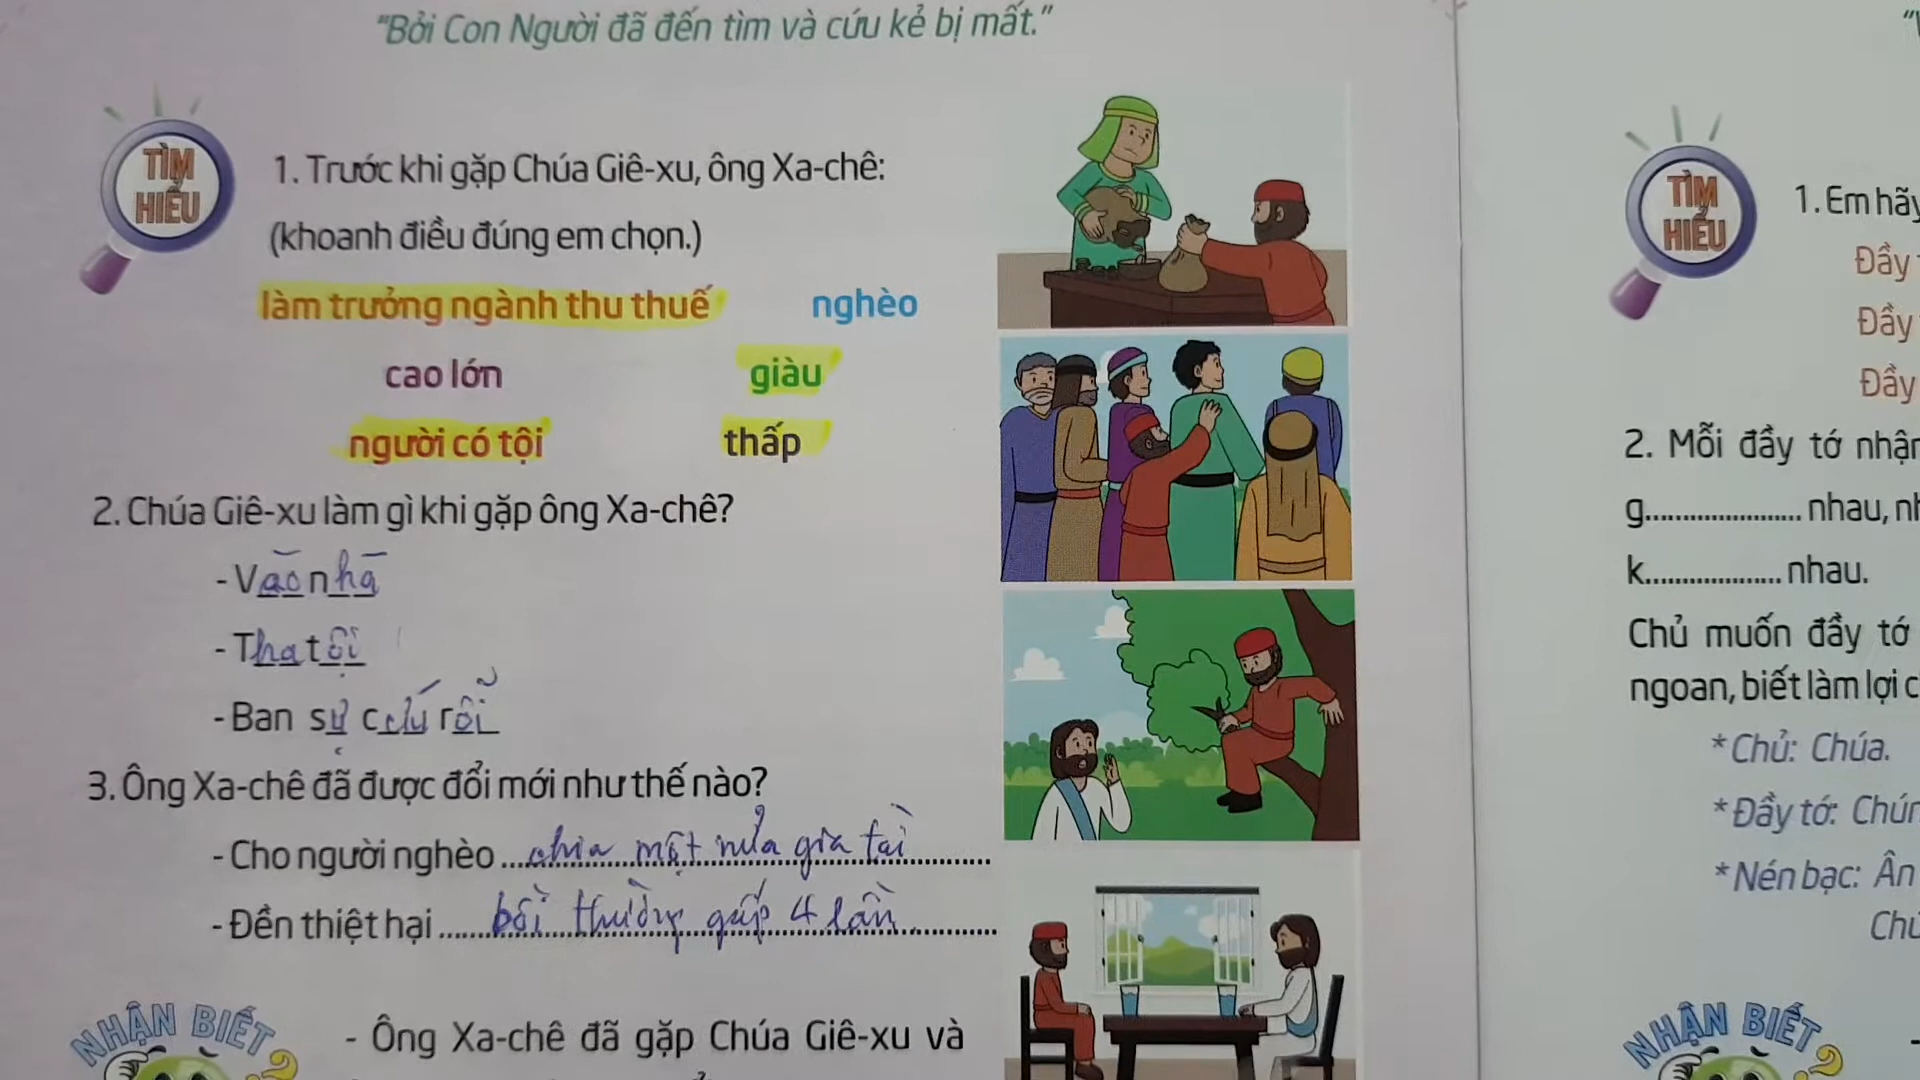 "Bởi Con Người đã đến tìm và cứu kẻ bị mất."
TÌM
HIỂU
1. Trước khi gặp Chúa Giê-xu, ông Xa-chê:
(khoanh điều đúng em chọn.)
làm trưởng ngành thu thuế nghèo
cao lớn giàu
người có tội thấp
2. Chúa Giê-xu làm gì khi gặp ông Xa-chê?
- Vào nhà
- Tha tội
- Ban sự cứu rỗi
3. Ông Xa-chê đã được đổi mới như thế nào?
- Cho người nghèo chia một nửa gia tài
- Đền thiệt hại bồi thường gấp 4 lần
NHẬN BIẾT
- Ông Xa-chê đã gặp Chúa Giê-xu và
TÌM
HIỂU
1. Em hãy
Đầy
Đầy
Đầy
2. Mỗi đầy tớ nhận
g.................... nhau,
k.................. nhau.
Chủ muốn đầy tớ
ngoan, biết làm lợi
* Chủ: Chúa.
* Đầy tớ: Chúng
* Nén bạc: Ân
NHẬN BIẾT